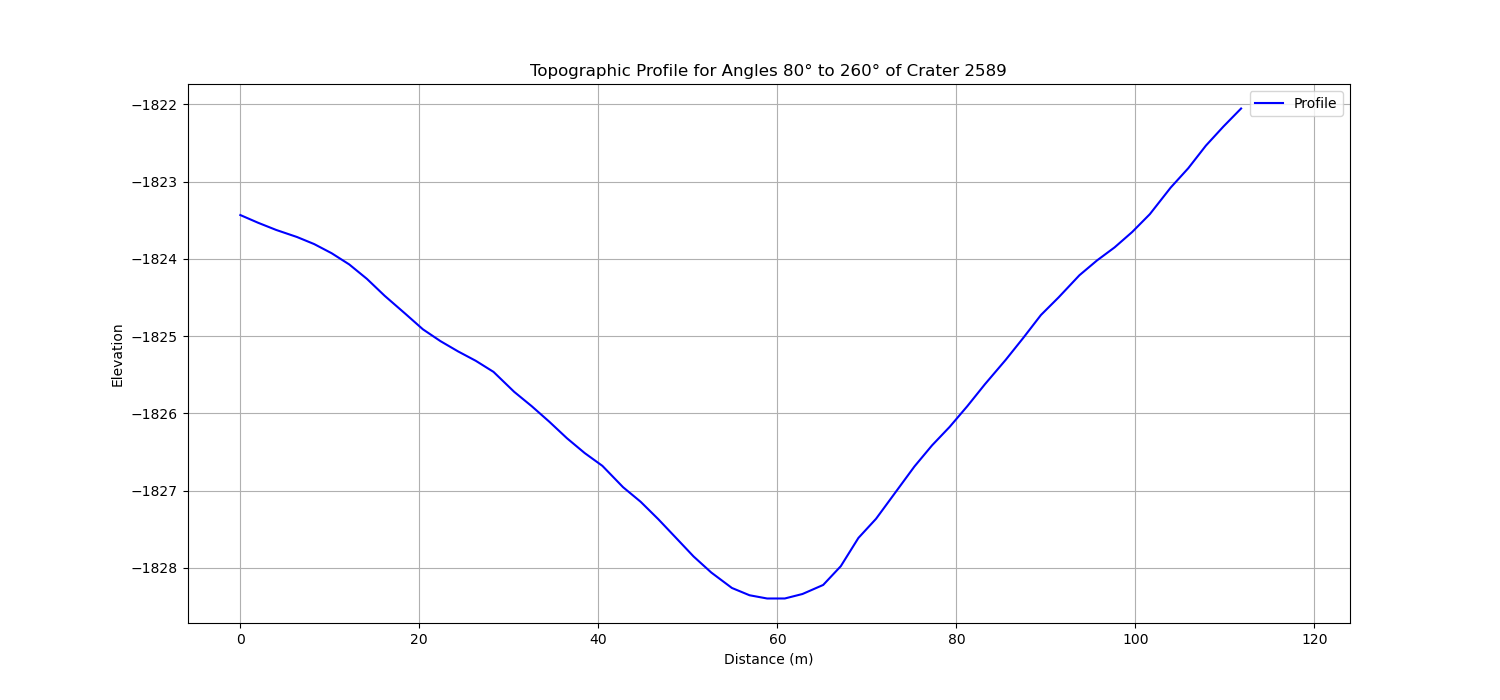 Topographic Profile for Angles 80° to 260° of Crater 2589
Profile
−1822
−1823
−1824
−1825
−1826
−1827
−1828
Elevation
0 20 40 60 80 100 120
Distance (m)